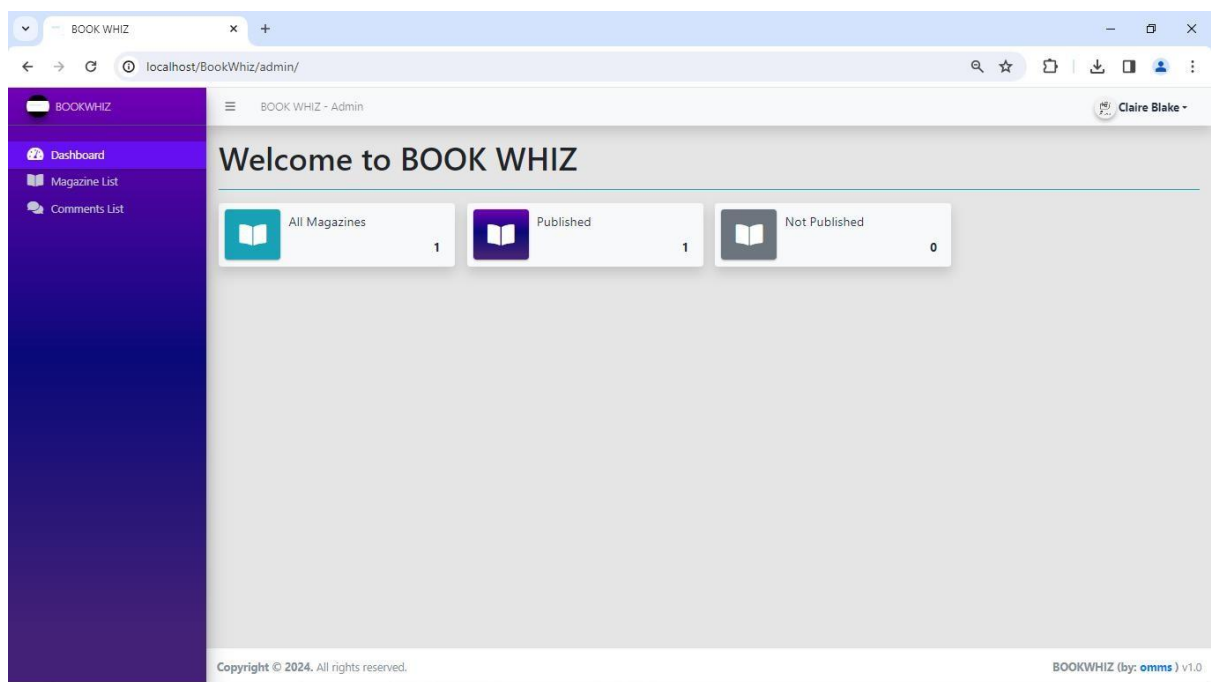 BOOK WHIZ
localhost/BookWhiz/admin/
BOOKWHIZ
BOOK WHIZ - Admin
Claire Blake
Dashboard
Magazine List
Comments List
Welcome to BOOK WHIZ
All Magazines
1
Published
1
Not Published
0
Copyright © 2024. All rights reserved.
BOOKWHIZ (by: omms ) v1.0